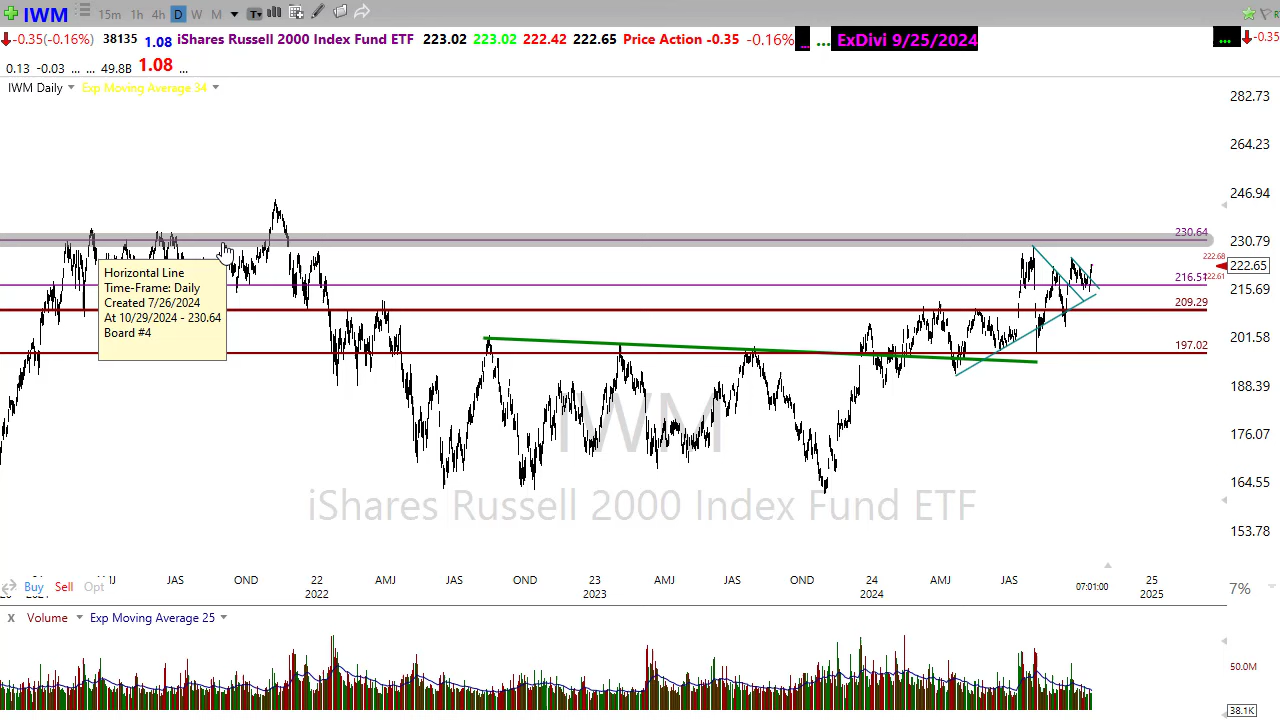 IWM 15m 1h 4h D W M
-0.35(-0.16%) 38135 1.08 iShares Russell 2000 Index Fund ETF 223.02 223.02 222.42 222.65 Price Action -0.35 -0.16% ... ... ExDivi 9/25/2024 ... -0.35
0.13 -0.03 ... ... 49.8B 1.08 ...
IWM Daily Exp Moving Average 34
282.73
264.23
246.94
230.64
230.79
222.68
222.65
222.61
216.51
215.69
209.29
201.58
197.02
188.39
176.07
164.55
153.78
Horizontal Line
Time-Frame: Daily
Created 7/26/2024
At 10/29/2024 - 230.64
Board #4
IWM
iShares Russell 2000 Index Fund ETF
JAS OND 22 AMJ JAS OND 23 AMJ JAS OND 24 AMJ JAS 25
Buy Sell Opt 07:01:00 7%
2022 2023 2024 2025
X Volume Exp Moving Average 25
50.0M
38.1K